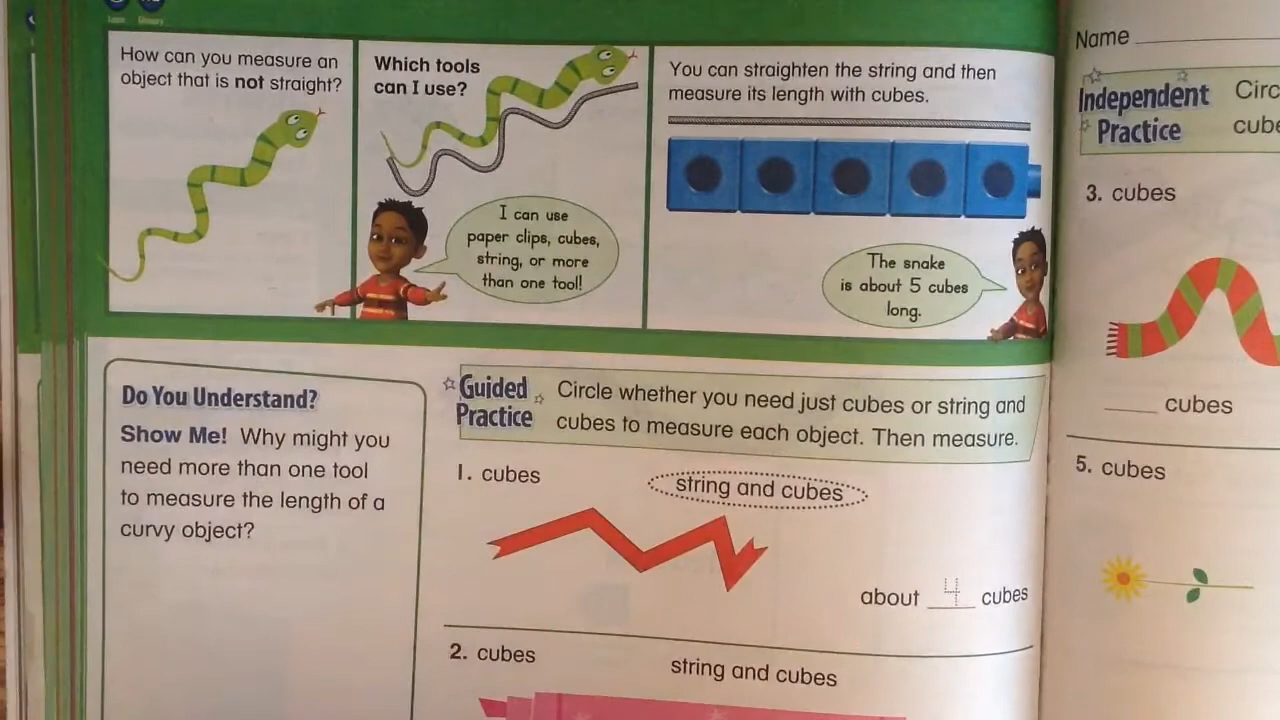 How can you measure an
object that is not straight?
Which tools
can I use?
I can use
paper clips, cubes,
string, or more
than one tool!
You can straighten the string and then
measure its length with cubes.
The snake
is about 5 cubes
long.
Do You Understand?
Show Me! Why might you
need more than one tool
to measure the length of a
curvy object?
Guided
Practice
Circle whether you need just cubes or string and
cubes to measure each object. Then measure.
1. cubes
string and cubes
about 4 cubes
2. cubes
string and cubes
Name
Independent
Practice
Circ
cube
3. cubes
cubes
5. cubes